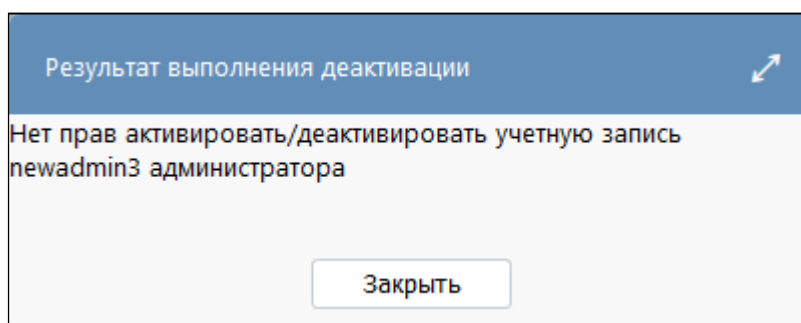 Результат выполнения деактивации
Нет прав активировать/деактивировать учетную запись
newadmin3 администратора
Закрыть